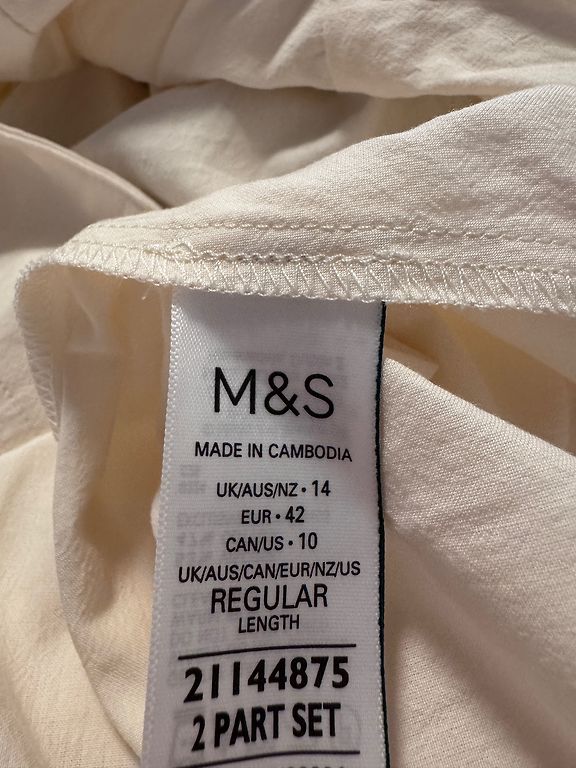 M&S
MADE IN CAMBODIA
UK/AUS/NZ • 14
EUR • 42
CAN/US • 10
UK/AUS/CAN/EUR/NZ/US
REGULAR
LENGTH
21144875
2 PART SET